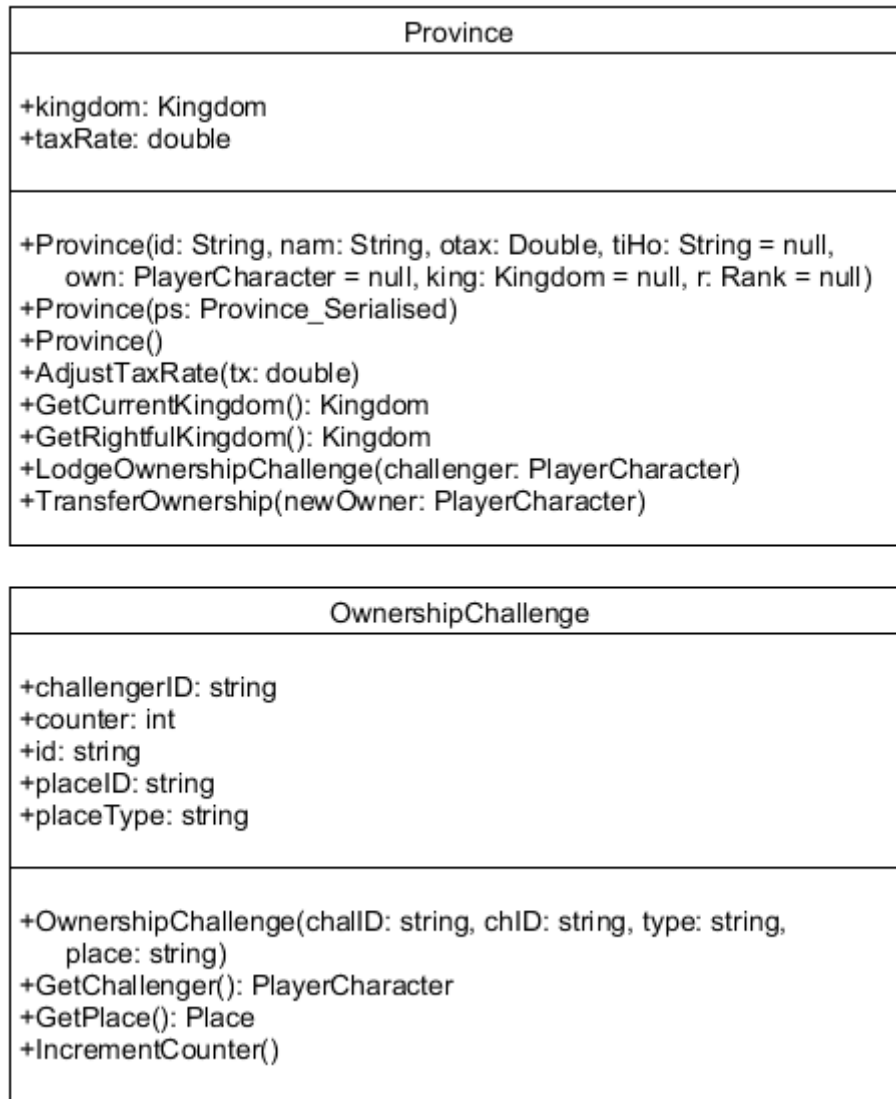 Province
+kingdom: Kingdom
+taxRate: double
+Province(id: String, nam: String, otax: Double, tiHo: String = null,
own: PlayerCharacter = null, king: Kingdom = null, r: Rank = null)
+Province(ps: Province_Serialised)
+Province()
+AdjustTaxRate(tx: double)
+GetCurrentKingdom(): Kingdom
+GetRightfulKingdom(): Kingdom
+LodgeOwnershipChallenge(challenger: PlayerCharacter)
+TransferOwnership(newOwner: PlayerCharacter)
OwnershipChallenge
+challengerID: string
+counter: int
+id: string
+placeID: string
+placeType: string
+OwnershipChallenge(chalID: string, chID: string, type: string,
place: string)
+GetChallenger(): PlayerCharacter
+GetPlace(): Place
+IncrementCounter()